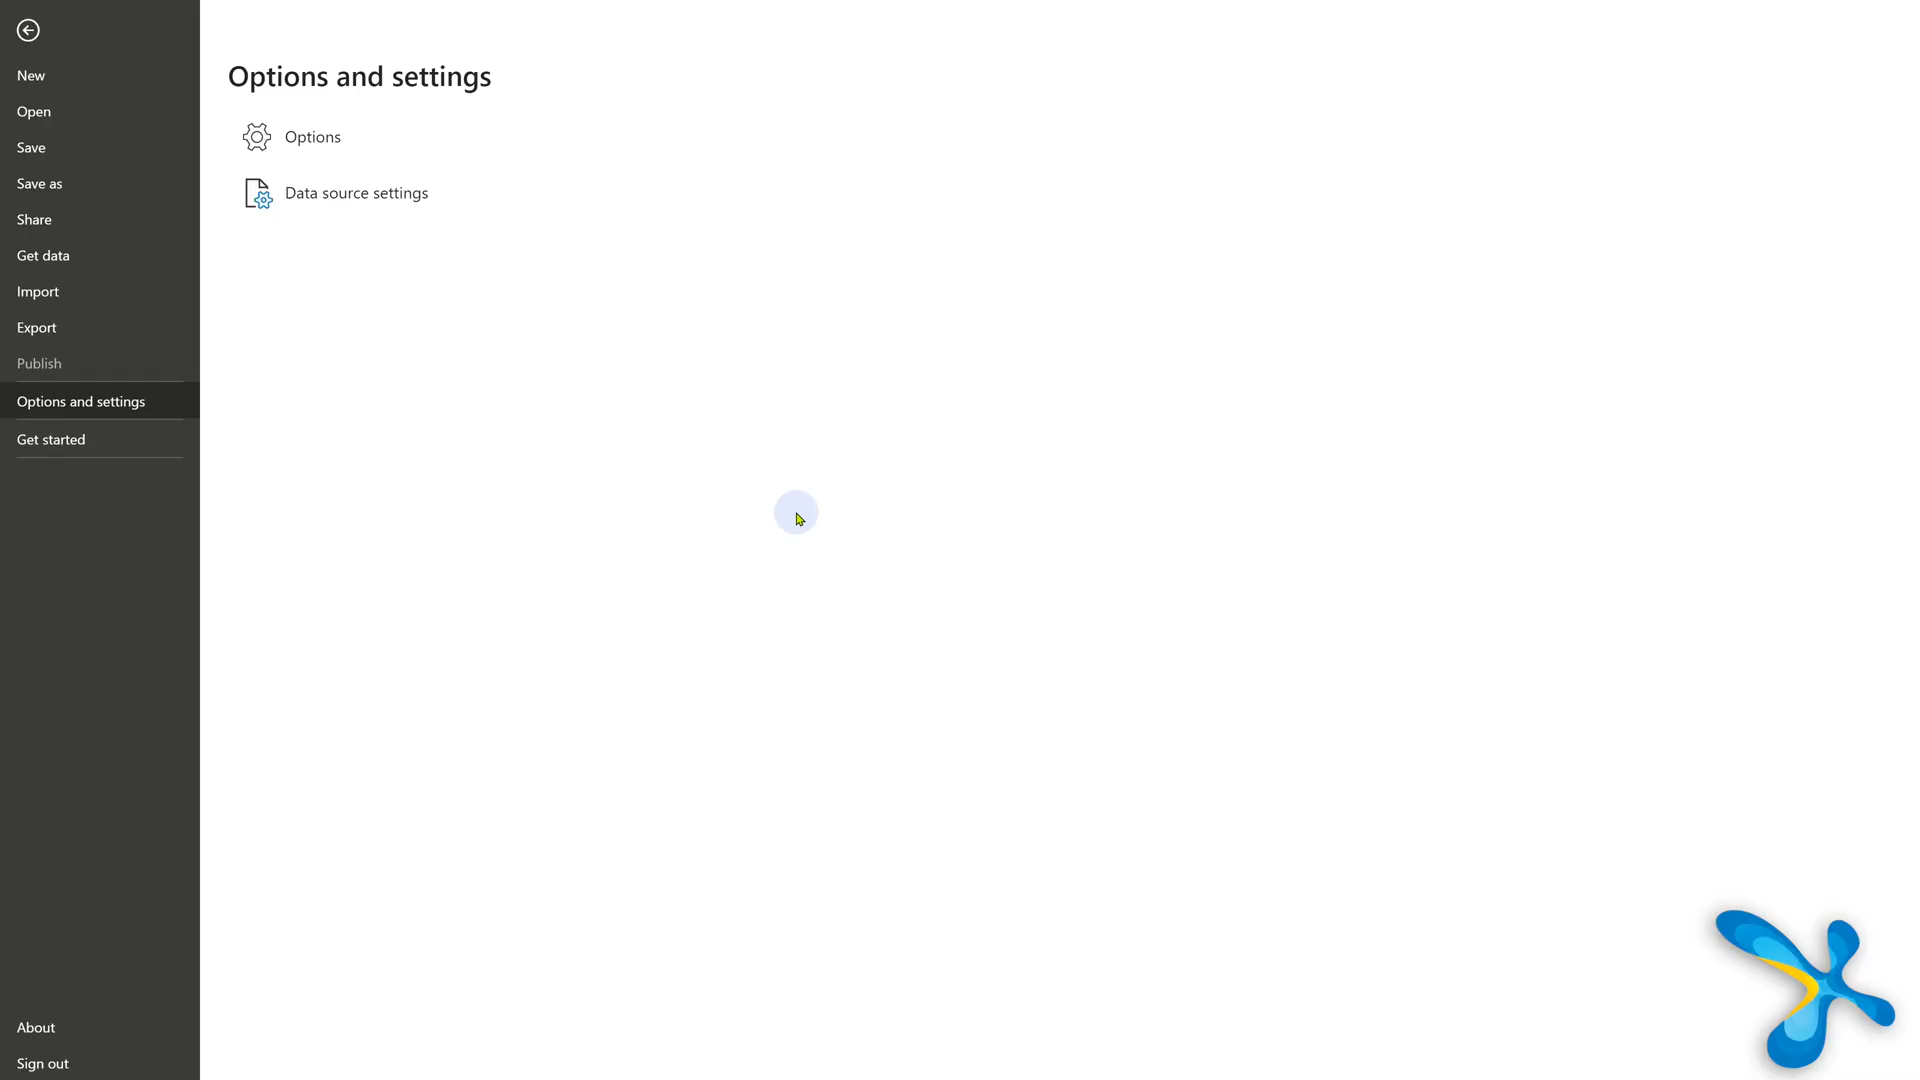 New
Open
Save
Save as
Share
Get data
Import
Export
Publish
Options and settings
Get started
About
Sign out
Options and settings
Options
Data source settings